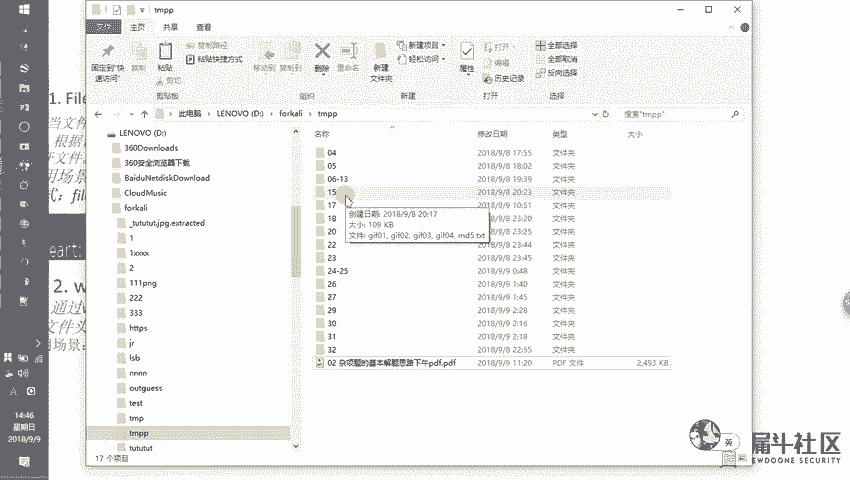 tmpp
文件 主页 共享 查看
固定到"快速访问"
复制
粘贴
复制路径
粘贴快捷方式
剪切
剪贴板
移动到
复制到
删除
重命名
组织
新建文件夹
新建项目
轻松访问
新建
属性
打开
编辑
历史记录
打开
全部选择
全部取消
反向选择
选择
此电脑 > LENOVO (D:) > forkali > tmpp
搜索"tmpp"
LENOVO (D:)
360Downloads
360安全浏览器下载
BaiduNetdiskDownload
CloudMusic
forkali
_tututut.jpg.extracted
1
1xxxx
2
111png
222
333
https
jr
lsb
nnnn
outguess
test
tmp
tmpp
tututut
名称 修改日期 类型 大小
04 2018/9/8 17:55 文件夹
05 2018/9/8 18:02 文件夹
06-13 2018/9/8 19:39 文件夹
15 2018/9/8 20:23 文件夹
17 2018/9/9 10:51 文件夹
18 2018/9/8 23:20 文件夹
20 2018/9/8 23:25 文件夹
22 2018/9/8 23:44 文件夹
23 2018/9/8 23:45 文件夹
24-25 2018/9/9 0:48 文件夹
26 2018/9/9 1:40 文件夹
27 2018/9/9 1:45 文件夹
29 2018/9/9 2:28 文件夹
30 2018/9/9 2:16 文件夹
31 2018/9/9 2:18 文件夹
32 2018/9/8 22:55 文件夹
02 杂项题的基本解题思路下午pdf.pdf 2018/9/9 11:20 PDF 文件 2,493 KB
创建日期: 2018/9/8 20:17
大小: 109 KB
文件: gif01, gif02, gif03, gif04, md5.txt
17 个项目
1. File
当文件
根据
开文件。
用场景
式：file
eart:
2. w
通过
文件头
用场景：
14:46
星期日
2018/9/9
英
漏斗社区
EWDOONE SECURITY